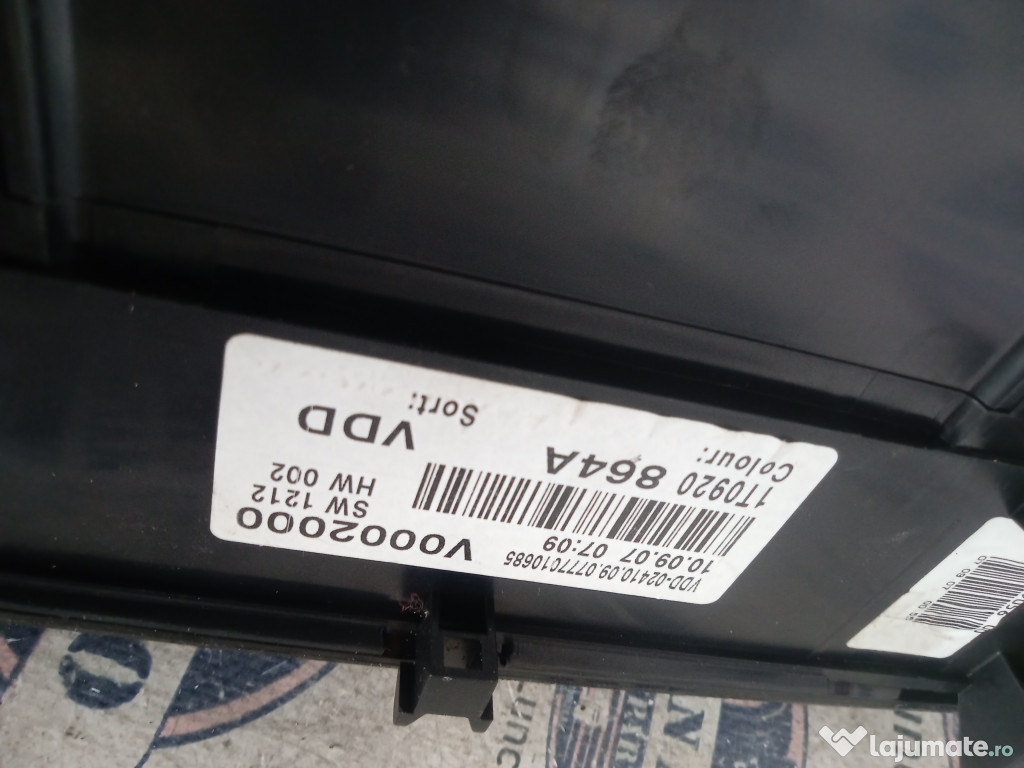 VDD-02410.09.0777010685
10.09.07 07:09
V0002000
SW 1212
HW 002
1T0920 864A
VDD
Colour:
Sort:
lajumate.ro